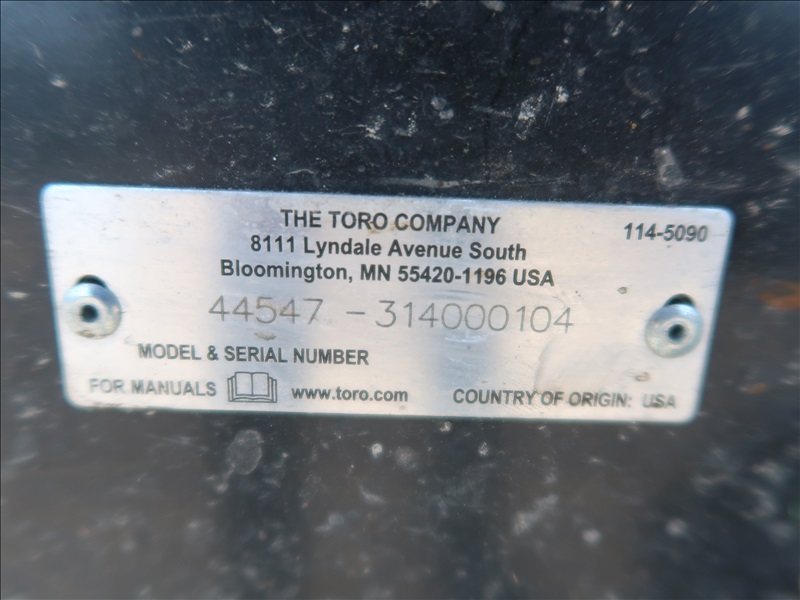 THE TORO COMPANY
114-5090
8111 Lyndale Avenue South
Bloomington, MN 55420-1196 USA
44547 - 314000104
MODEL & SERIAL NUMBER
FOR MANUALS www.toro.com
COUNTRY OF ORIGIN: USA